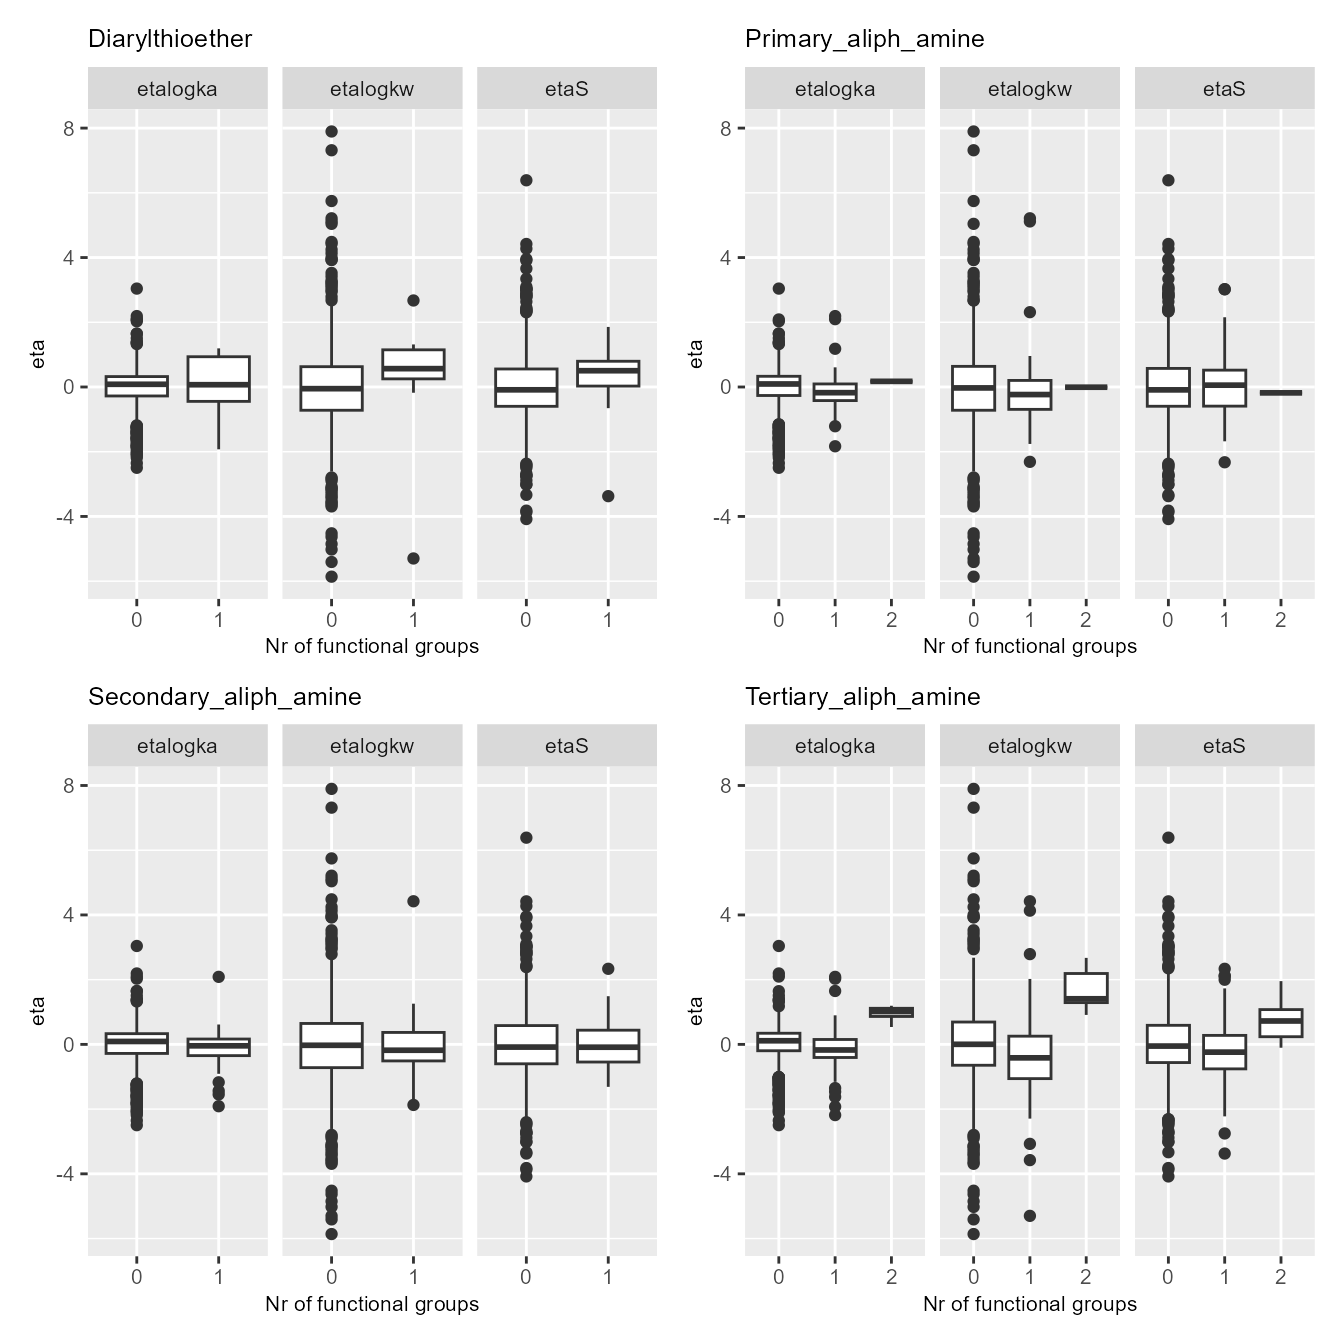 Diarylthioether
Primary_aliph_amine
etalogka etalogkw etaS
etalogka etalogkw etaS
8
4
0
-4
eta
0 1 0 1 0 1
Nr of functional groups
8
4
0
-4
eta
0 1 2 0 1 2 0 1 2
Nr of functional groups
Secondary_aliph_amine
Tertiary_aliph_amine
etalogka etalogkw etaS
etalogka etalogkw etaS
8
4
0
-4
eta
0 1 0 1 0 1
Nr of functional groups
8
4
0
-4
eta
0 1 2 0 1 2 0 1 2
Nr of functional groups